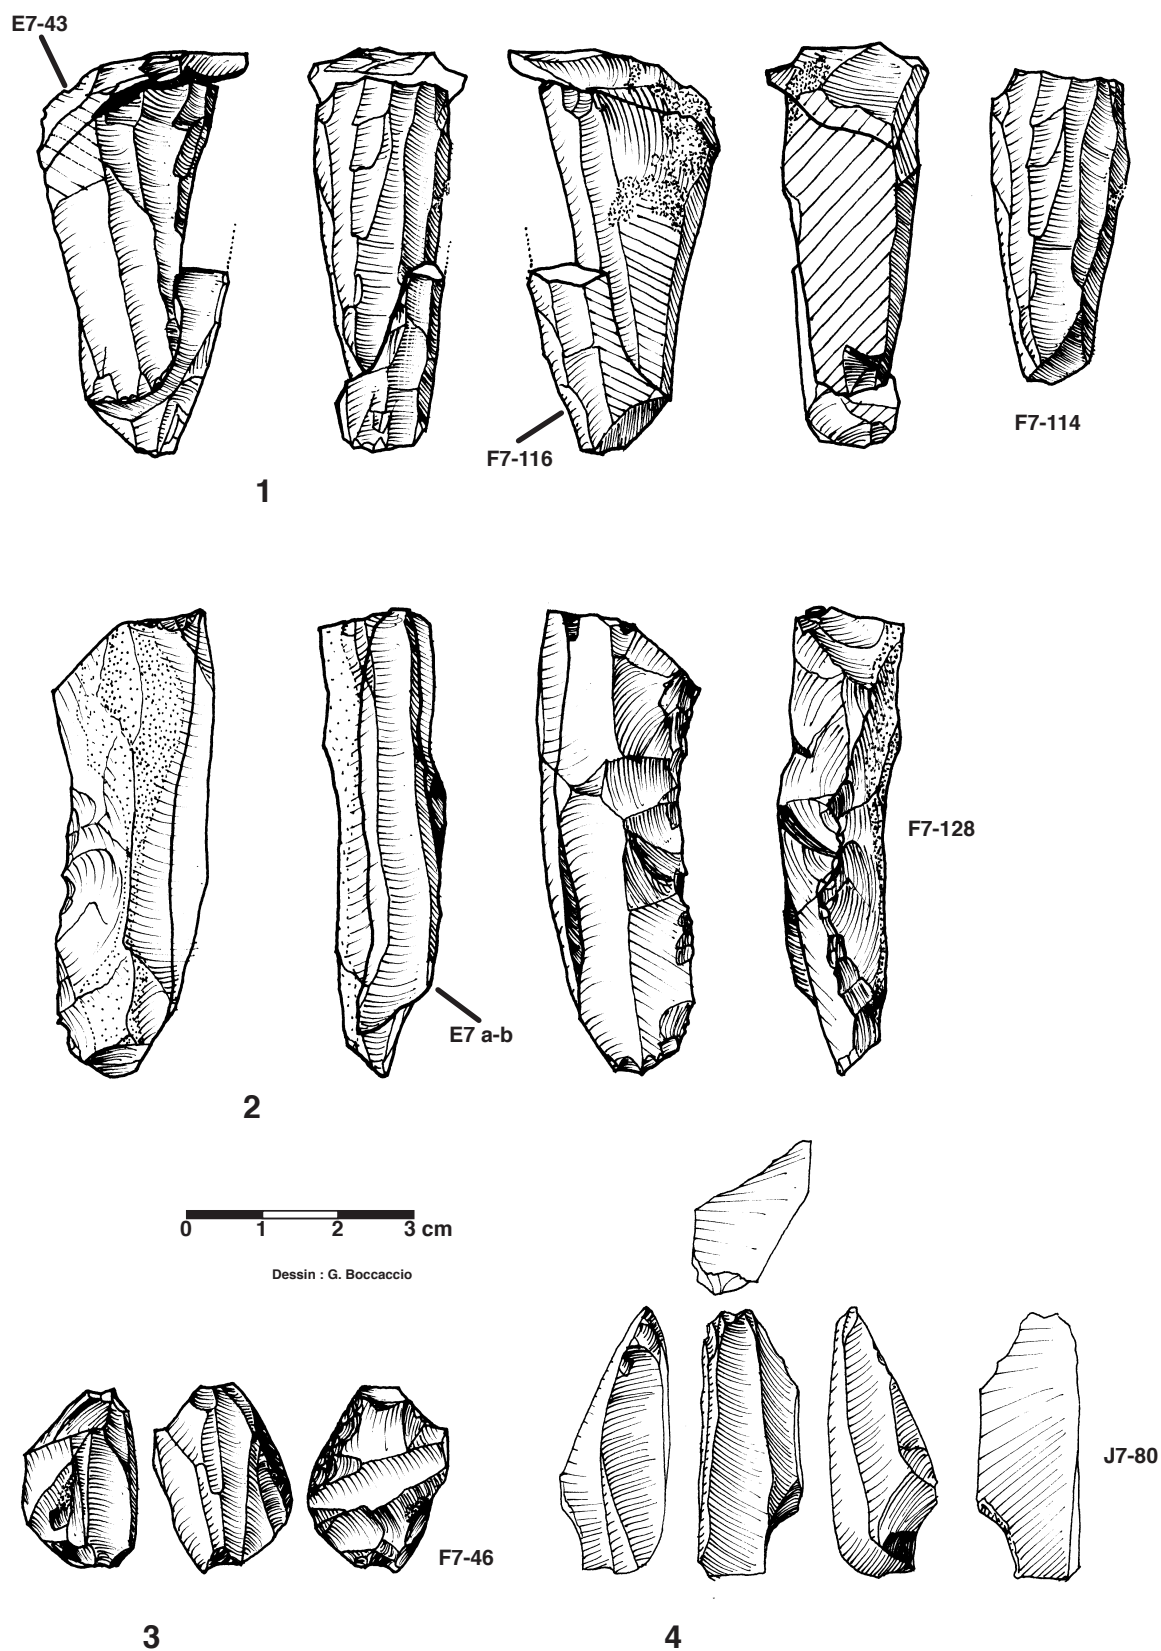 E7-43
F7-114
F7-116
1
F7-128
E7 a-b
2
0 1 2 3 cm
Dessin : G. Boccaccio
J7-80
F7-46
3
4